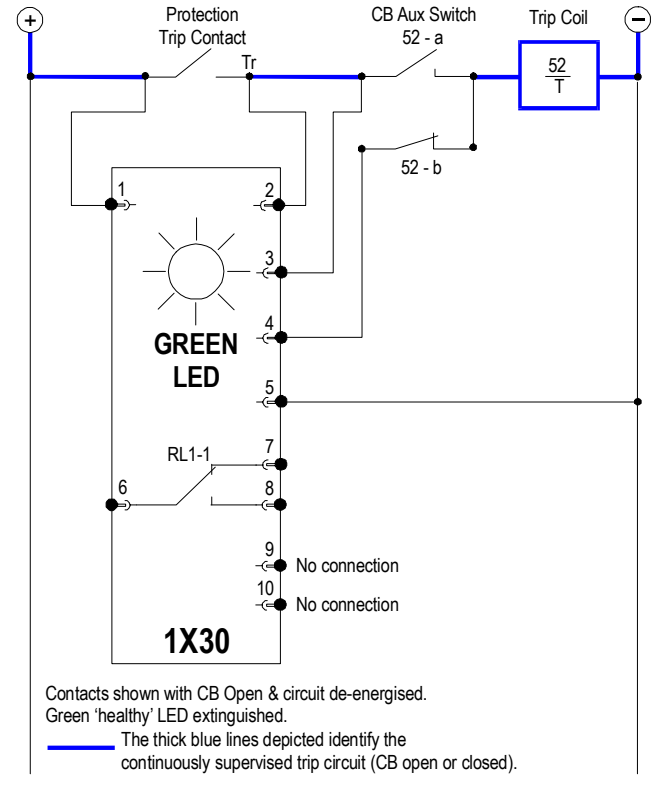 +
Protection
Trip Contact
Tr
CB Aux Switch
52 - a
Trip Coil
−
52
T
52 - b
1
2
3
GREEN
LED
4
5
RL1-1
7
6
8
9
No connection
10
No connection
1X30
Contacts shown with CB Open & circuit de-energised.
Green ‘healthy’ LED extinguished.
The thick blue lines depicted identify the
continuously supervised trip circuit (CB open or closed).